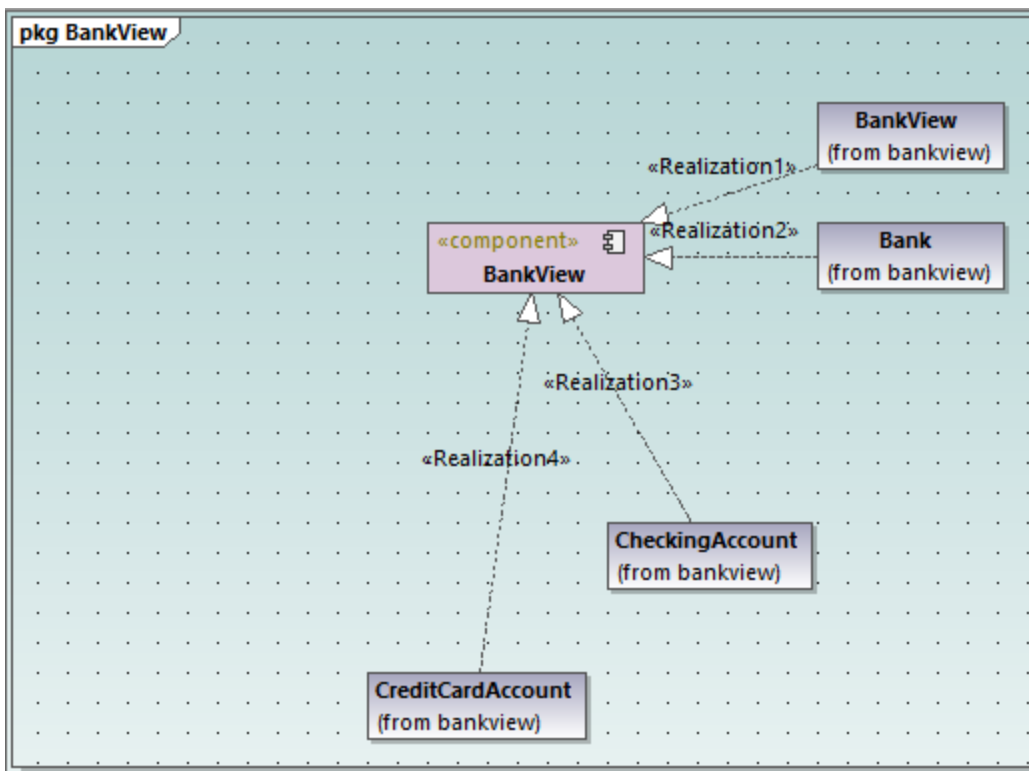 pkg BankView
BankView
(from bankview)
«Realization1»
«Realization2»
«component»
BankView
Bank
(from bankview)
«Realization3»
«Realization4»
CheckingAccount
(from bankview)
CreditCardAccount
(from bankview)